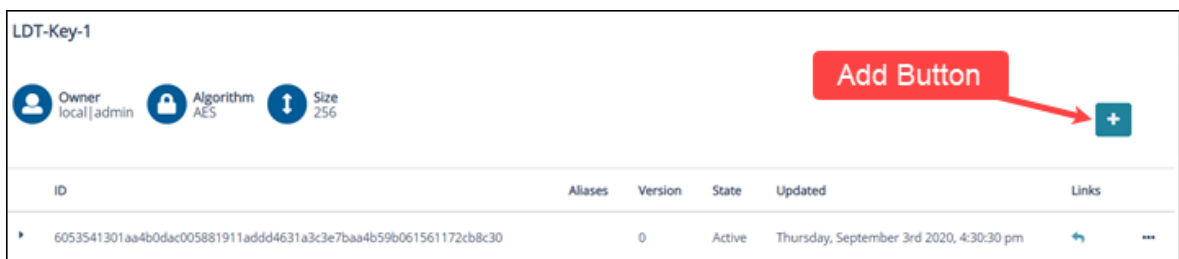 LDT-Key-1
Add Button
Owner
local|admin
Algorithm
AES
Size
256
ID Aliases Version State Updated Links
6053541301aa4b0dac005881911addd4631a3c3e7baa4b59b061561172cb8c30 0 Active Thursday, September 3rd 2020, 4:30:30 pm